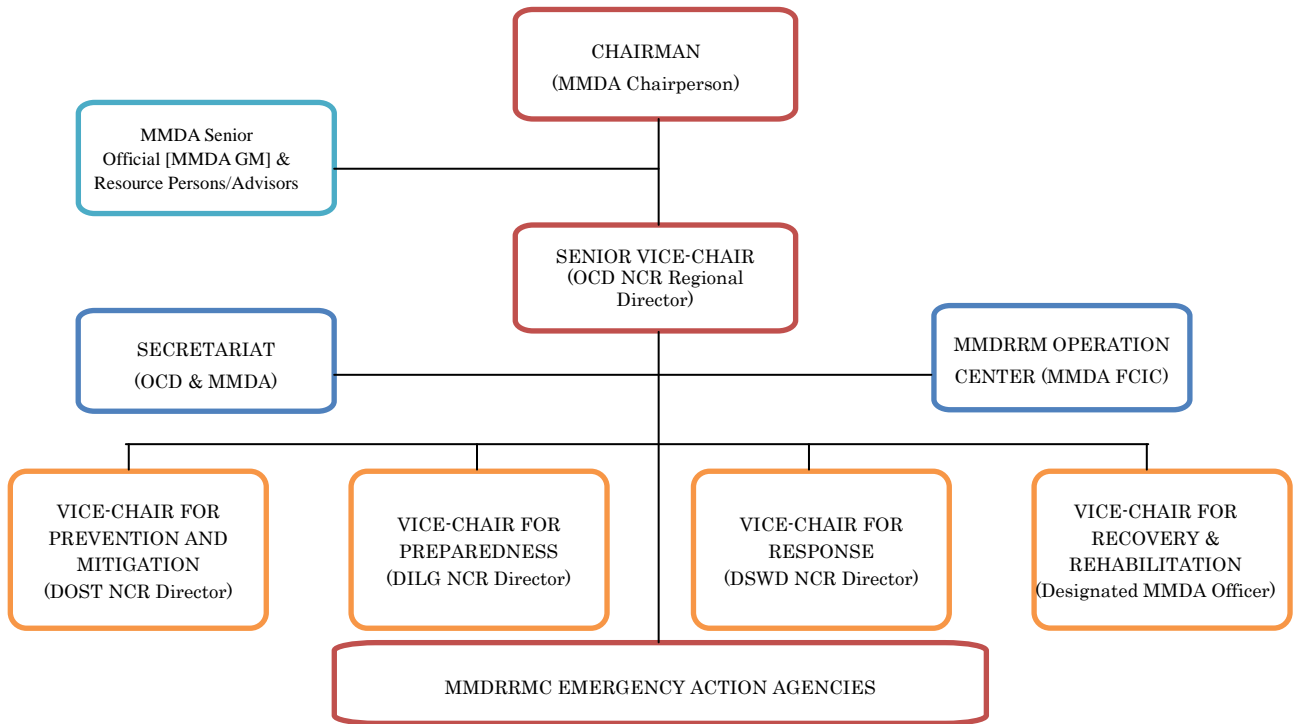 CHAIRMAN
(MMDA Chairperson)
MMDA Senior
Official [MMDA GM] &
Resource Persons/Advisors
SENIOR VICE-CHAIR
(OCD NCR Regional
Director)
SECRETARIAT
(OCD & MMDA)
MMDRRM OPERATION
CENTER (MMDA FCIC)
VICE-CHAIR FOR
PREVENTION AND
MITIGATION
(DOST NCR Director)
VICE-CHAIR FOR
PREPAREDNESS
(DILG NCR Director)
VICE-CHAIR FOR
RESPONSE
(DSWD NCR Director)
VICE-CHAIR FOR
RECOVERY &
REHABILITATION
(Designated MMDA Officer)
MMDRRMC EMERGENCY ACTION AGENCIES